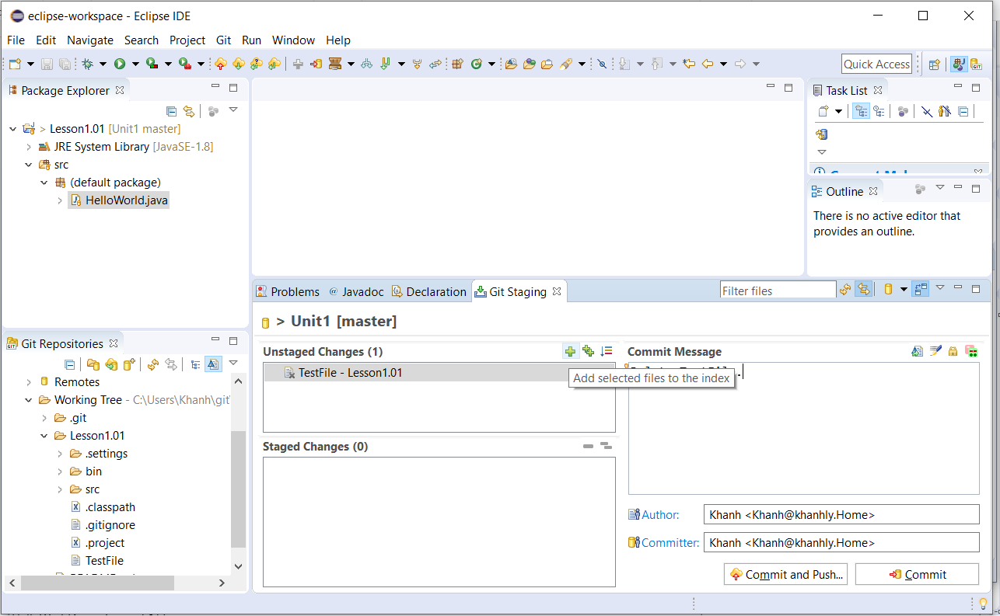 eclipse-workspace - Eclipse IDE
File Edit Navigate Search Project Git Run Window Help
Quick Access
GIT
Package Explorer
> Lesson1.01 [Unit1 master]
JRE System Library [JavaSE-1.8]
src
(default package)
HelloWorld.java
Task List
Outline
There is no active editor that
provides an outline.
Git Repositories
Remotes
Working Tree - C:\Users\Khanh\git
.git
Lesson1.01
.settings
bin
src
.classpath
.gitignore
.project
TestFile
Problems @ Javadoc Declaration Git Staging
Filter files
> Unit1 [master]
Unstaged Changes (1)
TestFile - Lesson1.01
Add selected files to the index
Staged Changes (0)
Commit Message
Author: Khanh <Khanh@khanhly.Home>
Committer: Khanh <Khanh@khanhly.Home>
Commit and Push...
Commit